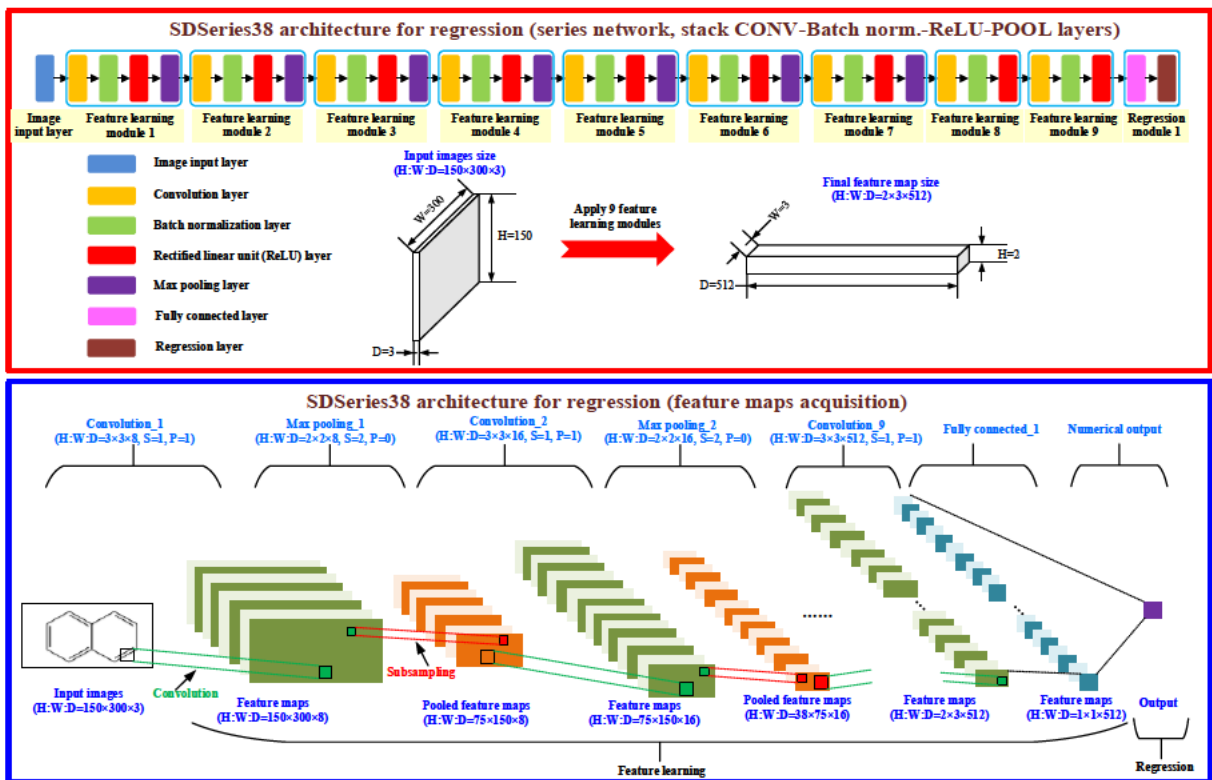 SDSeries38 architecture for regression (series network, stack CONV-Batch norm.-ReLU-POOL layers)
Image
input layer
Feature learning
module 1
Feature learning
module 2
Feature learning
module 3
Feature learning
module 4
Feature learning
module 5
Feature learning
module 6
Feature learning
module 7
Feature learning
module 8
Feature learning
module 9
Regression
module 1
Image input layer
Convolution layer
Batch normalization layer
Rectified linear unit (ReLU) layer
Max pooling layer
Fully connected layer
Regression layer
Input images size
(H:W:D=150×300×3)
W=300
H=150
D=3
Apply 9 feature
learning modules
Final feature map size
(H:W:D=2×3×512)
W=3
H=2
D=512
SDSeries38 architecture for regression (feature maps acquisition)
Convolution_1
(H:W:D=3×3×8, S=1, P=1)
Max pooling_1
(H:W:D=2×2×8, S=2, P=0)
Convolution_2
(H:W:D=3×3×16, S=1, P=1)
Max pooling_2
(H:W:D=2×2×16, S=2, P=0)
Convolution_9
(H:W:D=3×3×512, S=1, P=1)
Fully connected_1
Numerical output
......
...
...
Subsampling
Convolution
Input images
(H:W:D=150×300×3)
Feature maps
(H:W:D=150×300×8)
Pooled feature maps
(H:W:D=75×150×8)
Feature maps
(H:W:D=75×150×16)
Pooled feature maps
(H:W:D=38×75×16)
Feature maps
(H:W:D=2×3×512)
Feature maps
(H:W:D=1×1×512)
Output
Feature learning
Regression